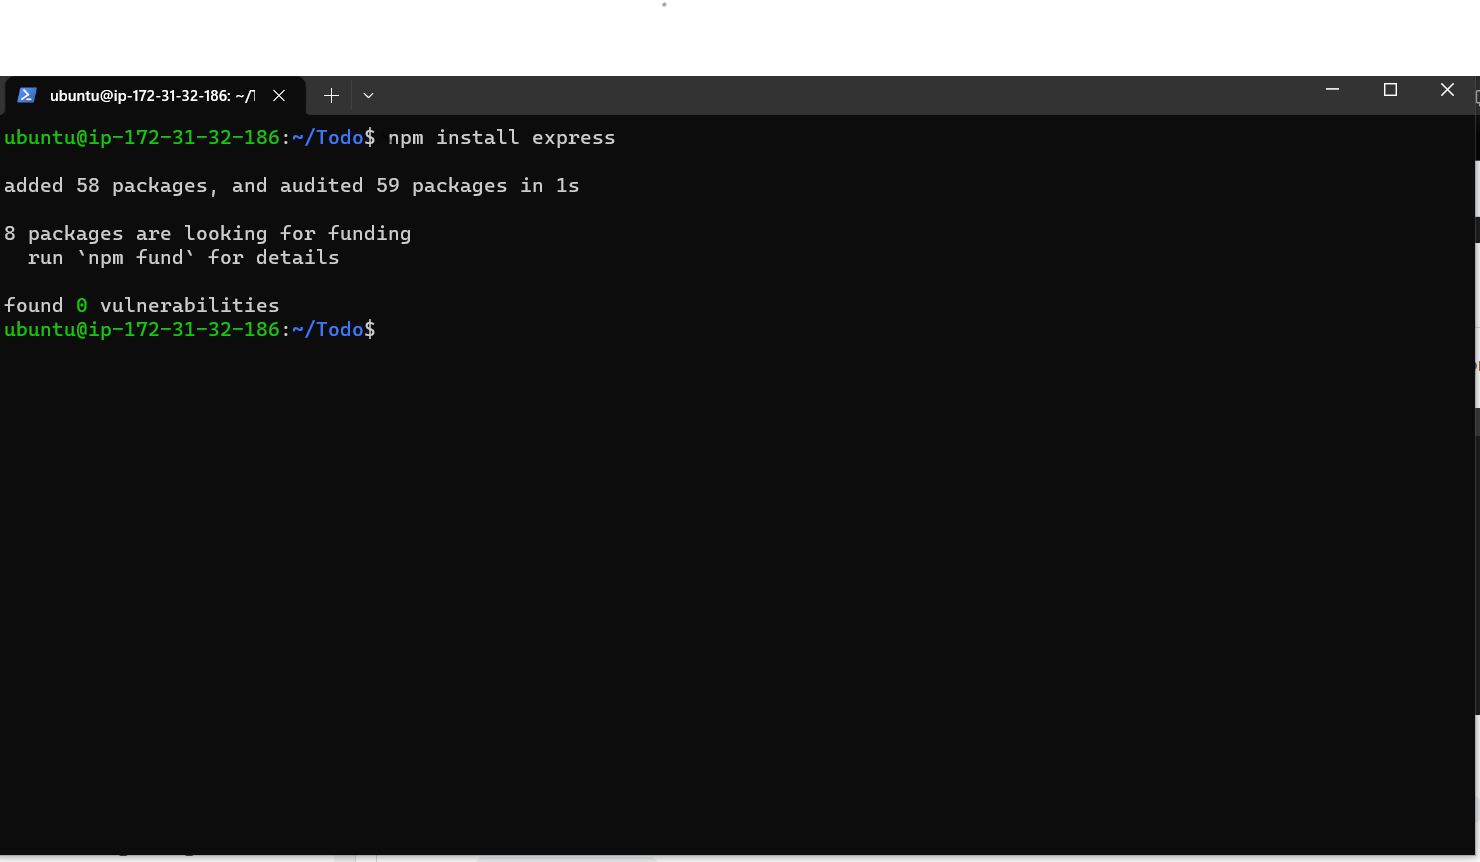 ubuntu@ip-172-31-32-186: ~/T
ubuntu@ip-172-31-32-186:~/Todo$ npm install express
added 58 packages, and audited 59 packages in 1s
8 packages are looking for funding
  run `npm fund` for details
found 0 vulnerabilities
ubuntu@ip-172-31-32-186:~/Todo$